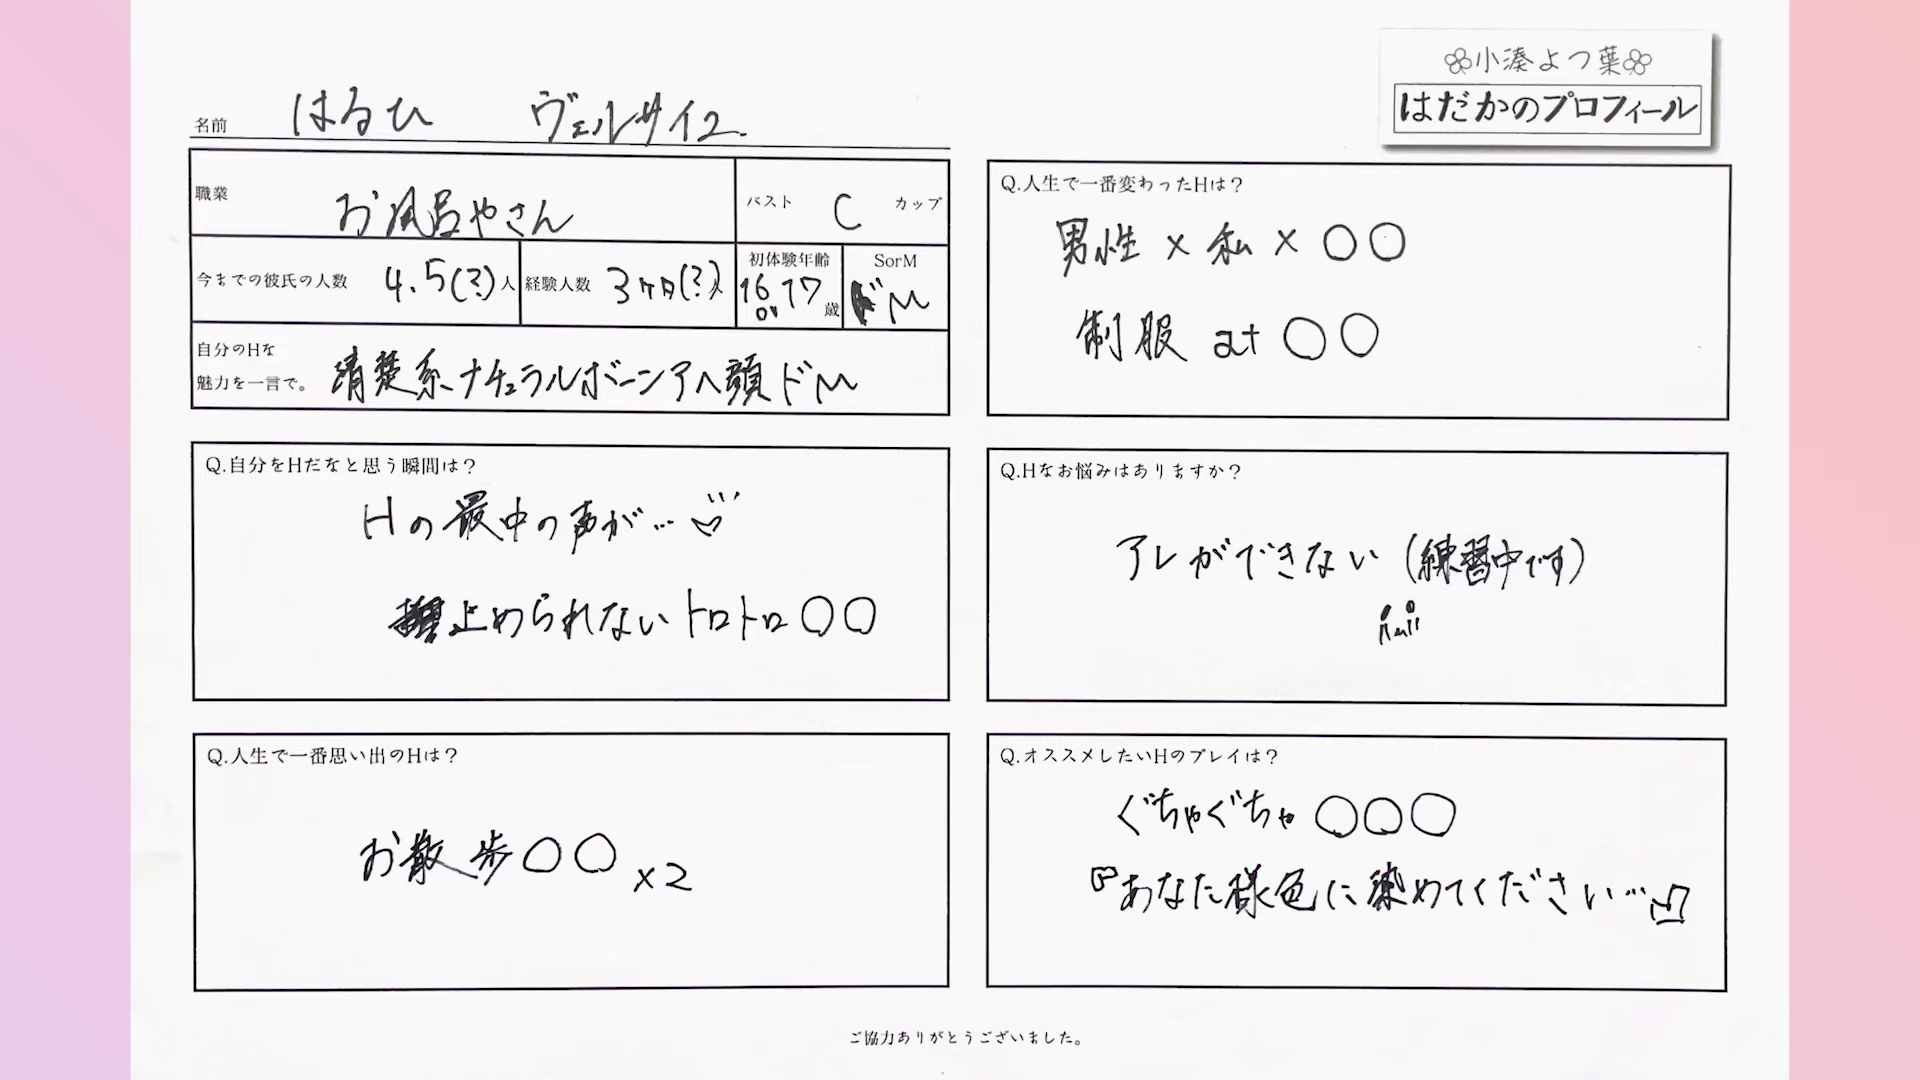 ❀小湊よつ葉❀
はだかのプロフィール
名前 はるひ ヴェルサイユ
職業 お風呂やさん
バスト C カップ
今までの彼氏の人数 4.5(?)人
経験人数 3ヶタ(?)人
初体験年齢
16 or 17 歳
SorM
ドM
自分のHな
魅力を一言で。 清楚系ナチュラルボーンアヘ顔ドM
Q.人生で一番変わったHは?
男性×私×○○
制服 at ○○
Q.自分をHだなと思う瞬間は?
Hの最中の声が…♡
止められないトロトロ○○
Q.Hなお悩みはありますか?
アレができない(練習中です)
Q.人生で一番思い出のHは?
お散歩○○×2
Q.オススメしたいHのプレイは?
ぐちゃぐちゃ○○○
『あなた様色に染めてください…』
ご協力ありがとうございました。